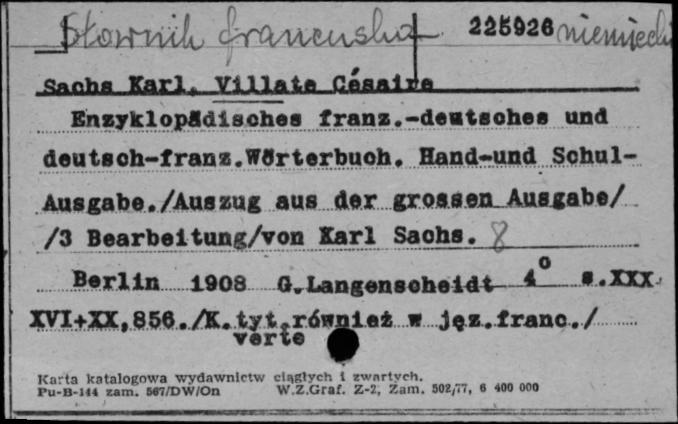 Słownik francusko niemiecki
225926
Sachs Karl, Villate Césaire
Enzyklopädisches franz.-deutsches und
deutsch-franz.Wörterbuch. Hand-und Schul-
Ausgabe./Auszug aus der grossen Ausgabe/
/3 Bearbeitung/von Karl Sachs. 8
Berlin 1908 G.Langenscheidt 4° s.XXX
XVI+XX,856./K.tyt.również w jęz.franc./
verte
Karta katalogowa wydawnictw ciągłych i zwartych.
Pu-B-144 zam. 567/DW/On W.Z.Graf. Z-2, Zam. 502/77, 6 400 000